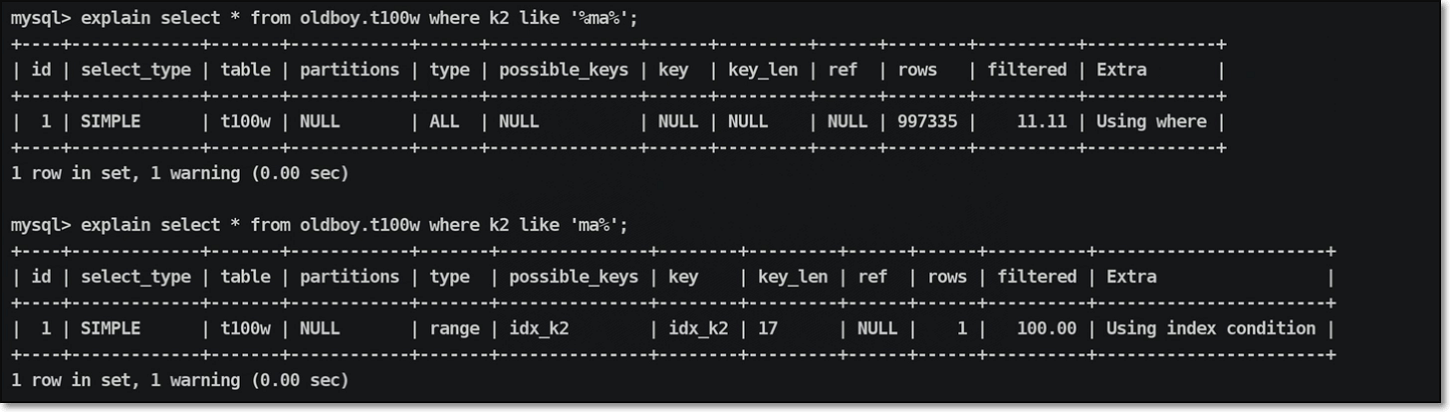 mysql> explain select * from oldboy.t100w where k2 like '%ma%';
+----+-------------+-------+------------+------+---------------+------+---------+------+--------+----------+-------------+
| id | select_type | table | partitions | type | possible_keys | key  | key_len | ref  | rows   | filtered | Extra       |
+----+-------------+-------+------------+------+---------------+------+---------+------+--------+----------+-------------+
|  1 | SIMPLE      | t100w | NULL       | ALL  | NULL          | NULL | NULL    | NULL | 997335 |    11.11 | Using where |
+----+-------------+-------+------------+------+---------------+------+---------+------+--------+----------+-------------+
1 row in set, 1 warning (0.00 sec)

mysql> explain select * from oldboy.t100w where k2 like 'ma%';
+----+-------------+-------+------------+-------+---------------+--------+---------+------+------+----------+-----------------------+
| id | select_type | table | partitions | type  | possible_keys | key    | key_len | ref  | rows | filtered | Extra                 |
+----+-------------+-------+------------+-------+---------------+--------+---------+------+------+----------+-----------------------+
|  1 | SIMPLE      | t100w | NULL       | range | idx_k2        | idx_k2 | 17      | NULL |    1 |   100.00 | Using index condition |
+----+-------------+-------+------------+-------+---------------+--------+---------+------+------+----------+-----------------------+
1 row in set, 1 warning (0.00 sec)